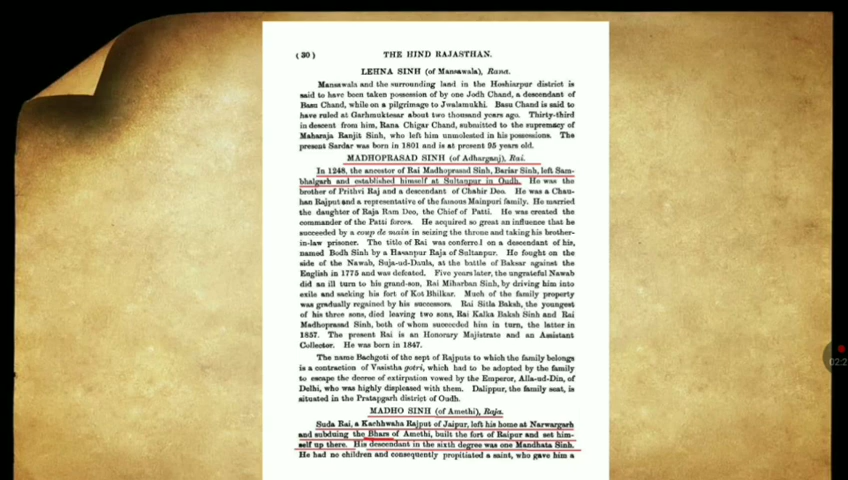 ( 30 ) THE HIND RAJASTHAN.
LEHNA SINH (of Manaswala), Rana.
Manaswala and the surrounding land in the Hoshiarpur district is
said to have been taken possession of by one Jodh Chand, a descendant of
Basu Chand, while on a pilgrimage to Jwalamukhi. Basu Chand is said
to have ruled at Garhmuktesar about two thousand years ago. Thirty-third
in descent from him, Rana Chigar Chand, submitted to the supremacy of
Maharaja Ranjit Sinh, who left him unmolested in his possessions. The
present Sardar was born in 1801 and is at present 95 years old.
MADHOPRASAD SINH (of Adharganj), Rai.
In 1248, the ancestor of Rai Madhoprasad Sinh, Bariar Sinh, left Sam-
bhalgarh and established himself at Sultanpur in Oudh. He was the
brother of Prithvi Raj and a descendant of Chahir Deo. He was a Chau-
han Rajput and a representative of the famous Mainpuri family. He married
the daughter of Raja Ram Deo, the Chief of Patti. He was created the
commander of the Patti forces. He acquired so great an influence that he
succeeded by a coup de main in seizing the throne and taking his brother-
in-law prisoner. The title of Rai was conferred on a descendant of his,
named Bodh Sinh by a Hasanpur Raja of Sultanpur. He fought on the
side of the Nawab, Suja-ud-Daula, at the battle of Baksar against the
English in 1775 and was defeated. Five years later, the ungrateful Nawab
did an ill turn to his grand-son, Rai Miharban Sinh, by driving him into
exile and sacking his fort of Kot Bhilkar. Much of the family property
was gradually regained by his successors. Rai Sitla Baksh, the youngest
of his three sons, died leaving two sons, Rai Kalka Baksh Sinh and Rai
Madhoprasad Sinh, both of whom succeeded him in turn, the latter in
1857. The present Rai is an Honorary Majistrate and an Assistant
Collector. He was born in 1847.
The name Bachgoti of the sept of Rajputs to which the family belongs
is a contraction of Vasistha gotri, which had to be adopted by the family
to escape the decree of extirpation vowed by the Emperor, Alla-ud-Din, of
Delhi, who was highly displeased with them. Dalippur, the family seat, is
situated in the Pratapgarh district of Oudh.
MADHO SINH (of Amethi), Raja.
Suda Rai, a Kachhwaha Rajput of Jaipur, left his home at Narwargarh
and subduing the Bhars of Amethi, built the fort of Raipur and set him-
self up there. His descendant in the sixth degree was one Mandhata Sinh.
He had no children and consequently propitiated a saint, who gave him a